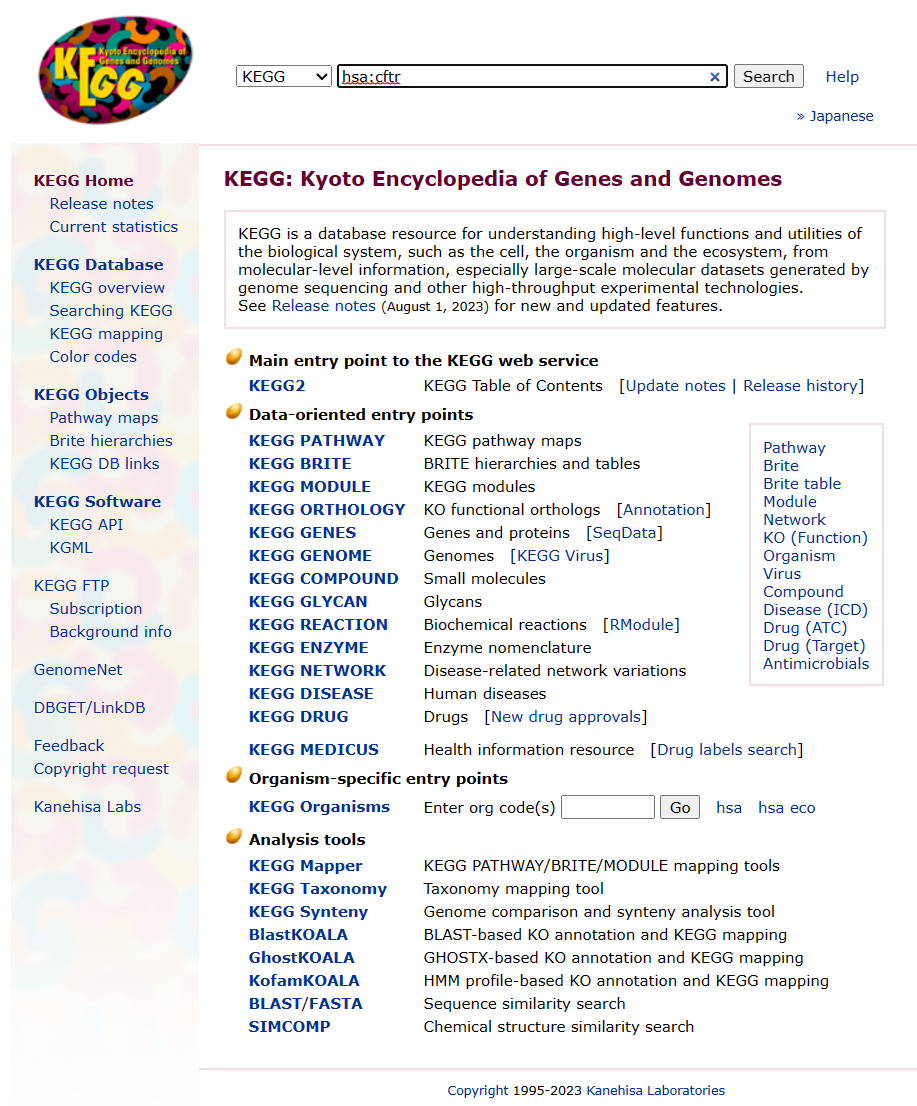 KEGG
Kyoto Encyclopedia of
Genes and Genomes
KEGG hsa:cftr × Search Help
» Japanese
KEGG Home
Release notes
Current statistics
KEGG Database
KEGG overview
Searching KEGG
KEGG mapping
Color codes
KEGG Objects
Pathway maps
Brite hierarchies
KEGG DB links
KEGG Software
KEGG API
KGML
KEGG FTP
Subscription
Background info
GenomeNet
DBGET/LinkDB
Feedback
Copyright request
Kanehisa Labs
KEGG: Kyoto Encyclopedia of Genes and Genomes
KEGG is a database resource for understanding high-level functions and utilities of
the biological system, such as the cell, the organism and the ecosystem, from
molecular-level information, especially large-scale molecular datasets generated by
genome sequencing and other high-throughput experimental technologies.
See Release notes (August 1, 2023) for new and updated features.
Main entry point to the KEGG web service
KEGG2 KEGG Table of Contents [Update notes | Release history]
Data-oriented entry points
KEGG PATHWAY KEGG pathway maps
KEGG BRITE BRITE hierarchies and tables
KEGG MODULE KEGG modules
KEGG ORTHOLOGY KO functional orthologs [Annotation]
KEGG GENES Genes and proteins [SeqData]
KEGG GENOME Genomes [KEGG Virus]
KEGG COMPOUND Small molecules
KEGG GLYCAN Glycans
KEGG REACTION Biochemical reactions [RModule]
KEGG ENZYME Enzyme nomenclature
KEGG NETWORK Disease-related network variations
KEGG DISEASE Human diseases
KEGG DRUG Drugs [New drug approvals]
KEGG MEDICUS Health information resource [Drug labels search]
Pathway
Brite
Brite table
Module
Network
KO (Function)
Organism
Virus
Compound
Disease (ICD)
Drug (ATC)
Drug (Target)
Antimicrobials
Organism-specific entry points
KEGG Organisms Enter org code(s) Go hsa hsa eco
Analysis tools
KEGG Mapper KEGG PATHWAY/BRITE/MODULE mapping tools
KEGG Taxonomy Taxonomy mapping tool
KEGG Synteny Genome comparison and synteny analysis tool
BlastKOALA BLAST-based KO annotation and KEGG mapping
GhostKOALA GHOSTX-based KO annotation and KEGG mapping
KofamKOALA HMM profile-based KO annotation and KEGG mapping
BLAST/FASTA Sequence similarity search
SIMCOMP Chemical structure similarity search
Copyright 1995-2023 Kanehisa Laboratories